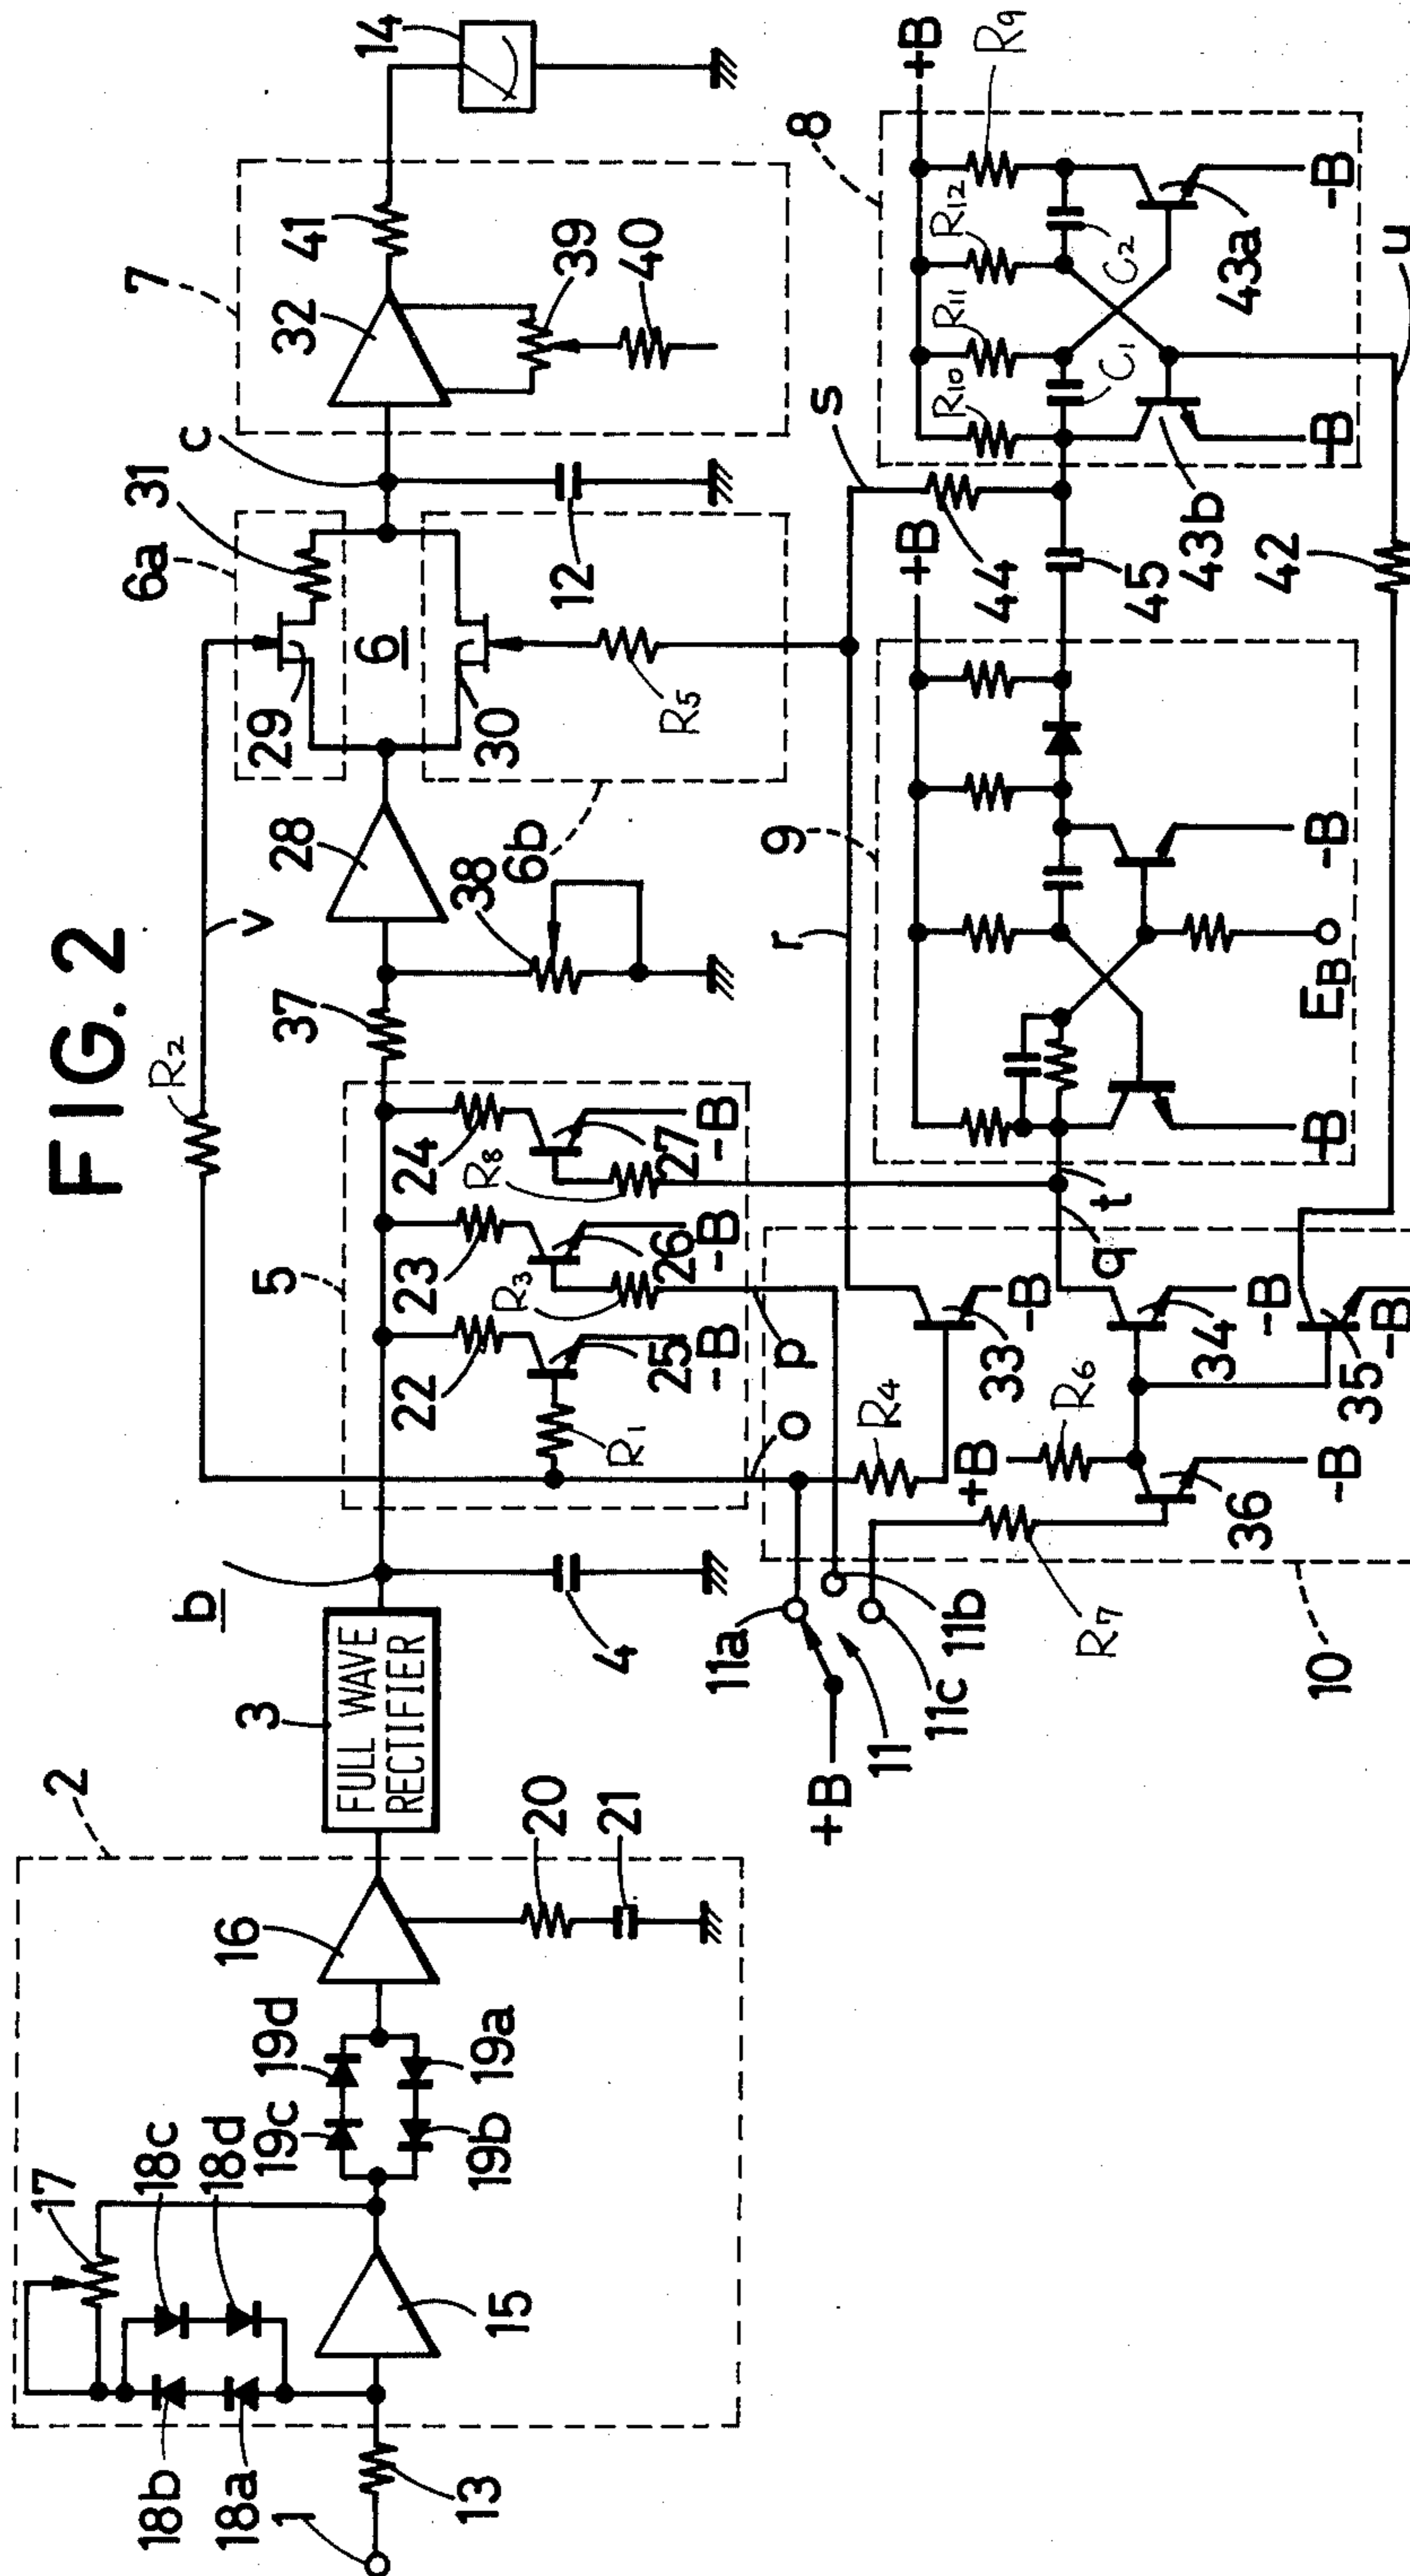 FIG. 2
2
17
18c
18d
18b
18a
1
13
15
19d
19c
19a
19b
16
20
21
3
FULL WAVE
RECTIFIER
b
4
5
22
23
24
R1
R3
R8
25
26
27
-B
-B
-B
R2
v
37
38
28
6
6a
6b
29
30
31
R5
c
12
7
32
41
39
40
14
+B
11
11a
11b
11c
10
o
p
R4
33
-B
+B
R6
R7
36
-B
34
-B
35
-B
q
t
r
9
+B
-B
-B
EB
s
44
45
8
+B
R10
R11
R12
R9
C1
C2
43b
43a
-B
-B
42
u